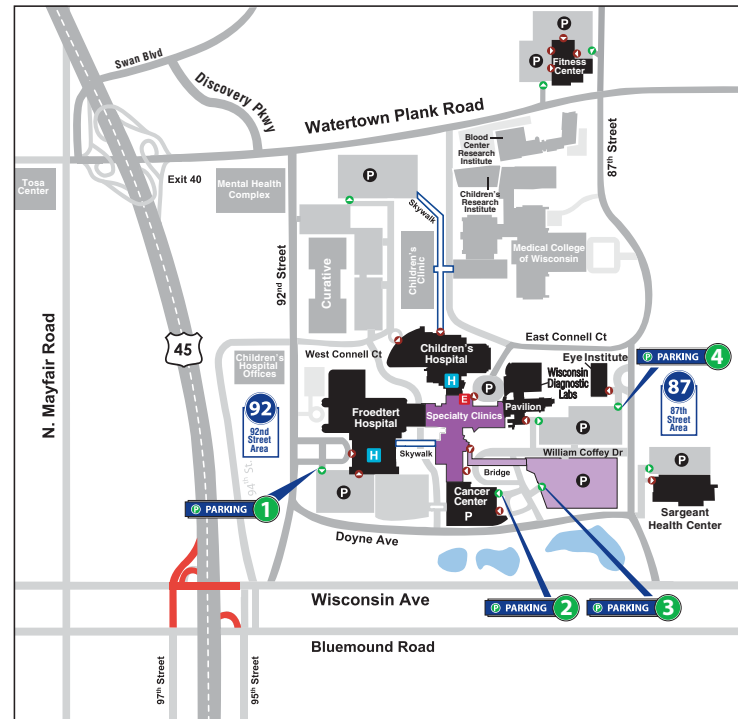 P
Swan Blvd
P
Fitness
Center
Discovery Pkwy
Watertown Plank Road
Blood
Center
Research
Institute
87th Street
Exit 40
P
Tosa
Center
Mental Health
Complex
Children's
Research
Institute
Skywalk
Medical College
of Wisconsin
92nd Street
Curative
Children's
Clinic
N. Mayfair Road
45
East Connell Ct
West Connell Ct
Children's
Hospital
Eye Institute
P PARKING 4
Children's
Hospital
Offices
H
P
Wisconsin
Diagnostic
Labs
E
92
92nd
Street
Area
Froedtert
Hospital
Specialty Clinics
Pavilion
P
87
87th
Street
Area
H
Skywalk
William Coffey Dr
Bridge
P
94th St.
P
Cancer
Center
P
P
Sargeant
Health Center
P PARKING 1
Doyne Ave
Wisconsin Ave
P PARKING 2
P PARKING 3
Bluemound Road
97th Street
95th Street